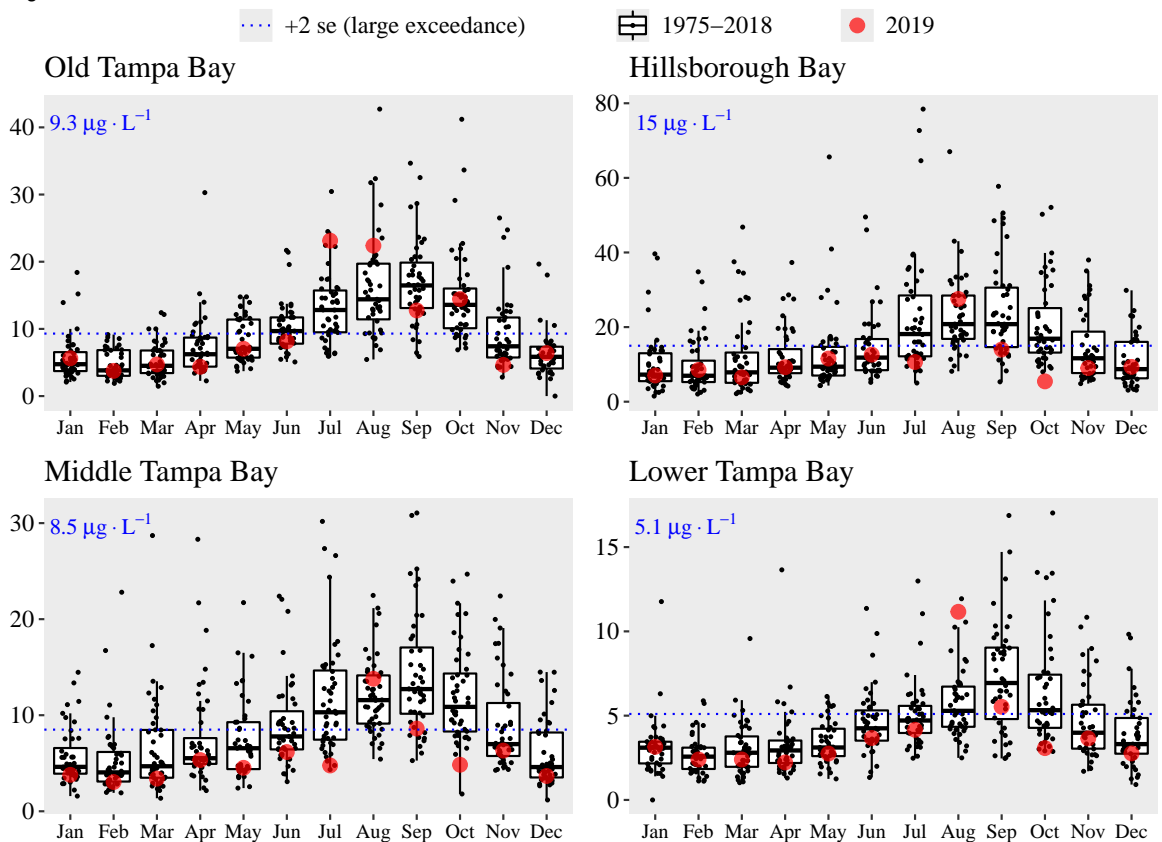 +2 se (large exceedance) 1975−2018 2019
Old Tampa Bay
9.3 μg · L⁻¹
40
30
20
10
0
Jan Feb Mar Apr May Jun Jul Aug Sep Oct Nov Dec
Hillsborough Bay
15 μg · L⁻¹
80
60
40
20
0
Jan Feb Mar Apr May Jun Jul Aug Sep Oct Nov Dec
Middle Tampa Bay
8.5 μg · L⁻¹
30
20
10
0
Jan Feb Mar Apr May Jun Jul Aug Sep Oct Nov Dec
Lower Tampa Bay
5.1 μg · L⁻¹
15
10
5
0
Jan Feb Mar Apr May Jun Jul Aug Sep Oct Nov Dec